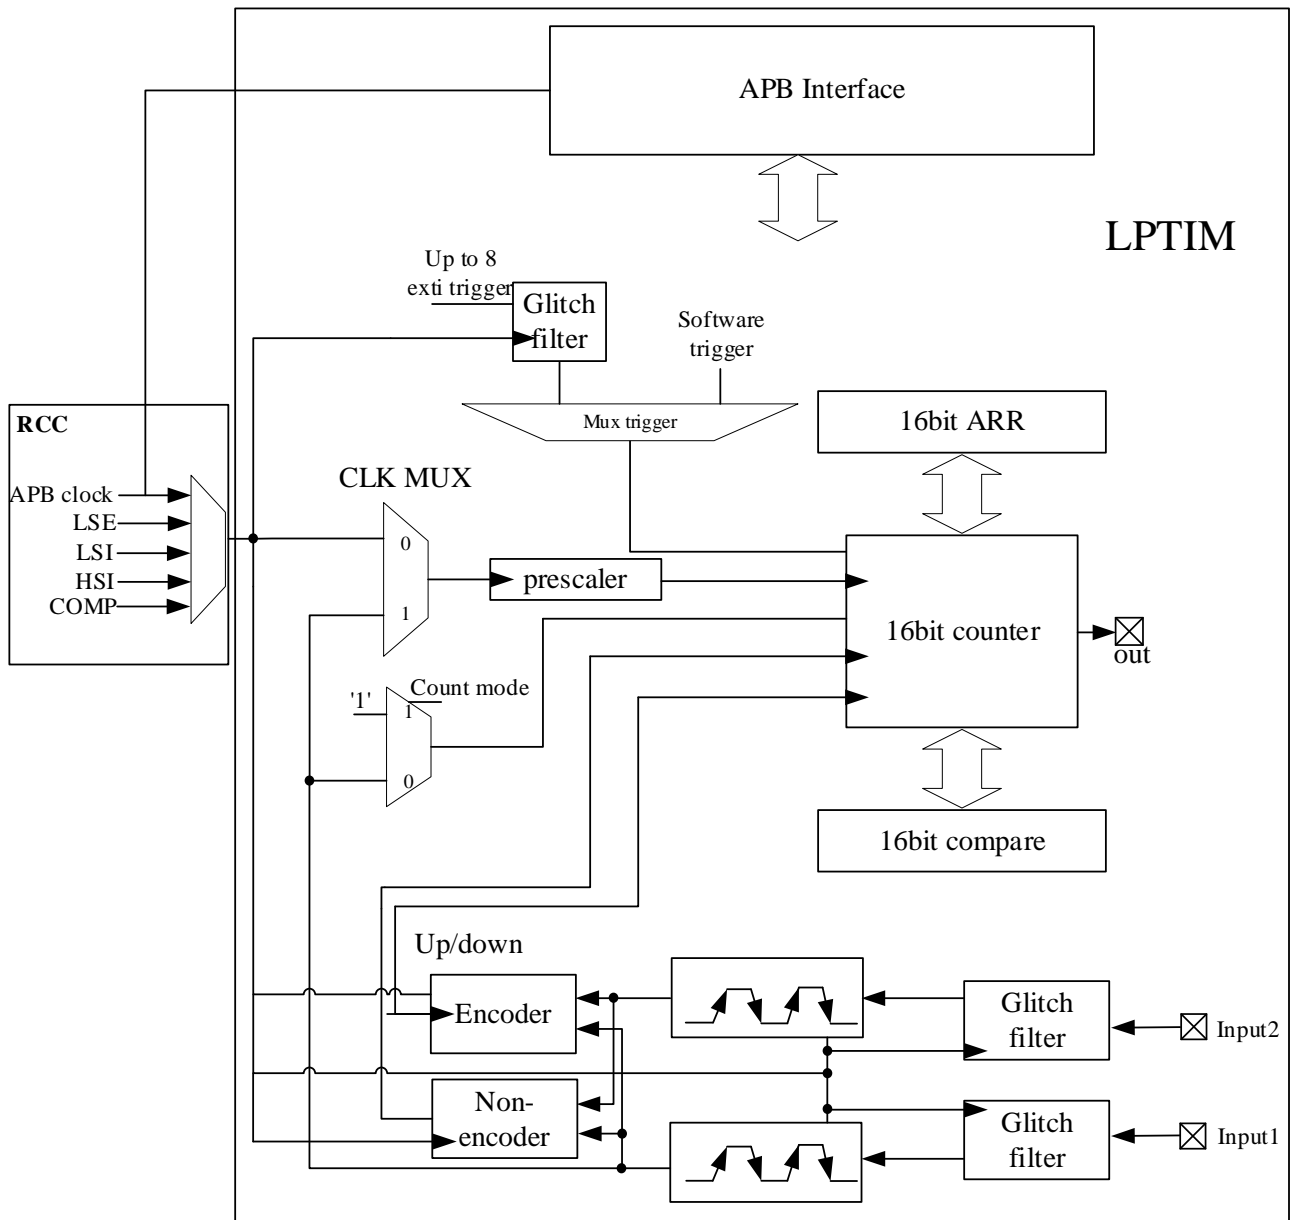 APB Interface
LPTIM
Up to 8
exti trigger
Glitch
filter
Software
trigger
Mux trigger
16bit ARR
RCC
CLK MUX
APB clock
LSE
LSI
HSI
COMP
0
1
prescaler
16bit counter
out
'1'
Count mode
1
0
16bit compare
Up/down
Encoder
Glitch
filter
Input2
Non-
encoder
Glitch
filter
Input1